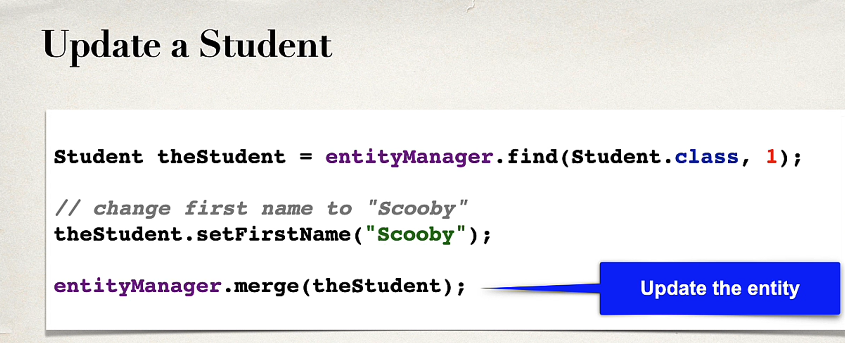 Update a Student
Student theStudent = entityManager.find(Student.class, 1);
// change first name to "Scooby"
theStudent.setFirstName("Scooby");
entityManager.merge(theStudent);
Update the entity